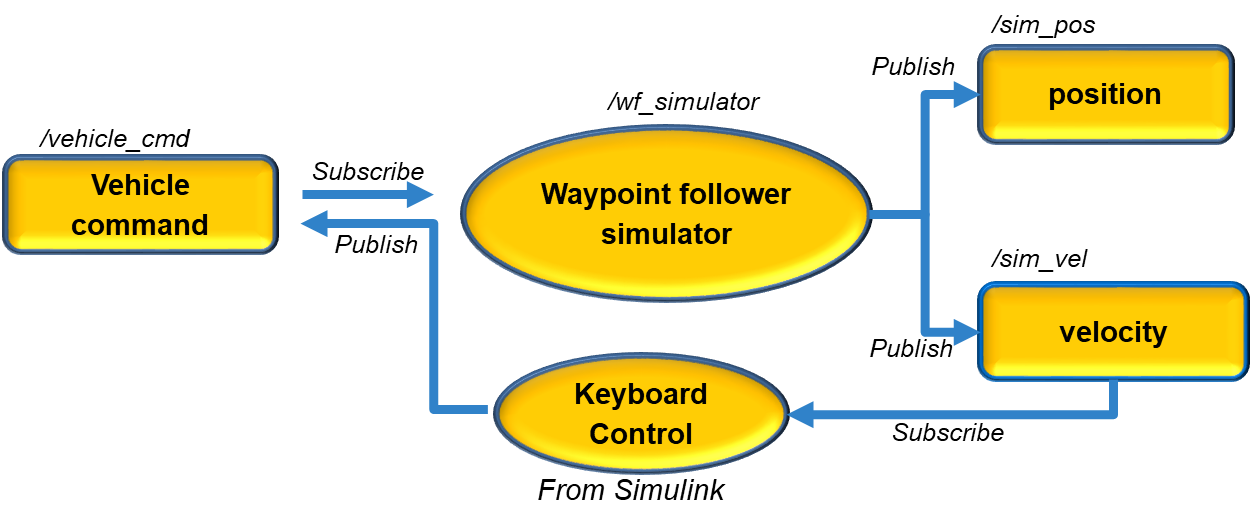 /sim_pos
Publish
position
/wf_simulator
/vehicle_cmd
Subscribe
Vehicle
command
Waypoint follower
simulator
Publish
/sim_vel
velocity
Publish
Keyboard
Control
Subscribe
From Simulink